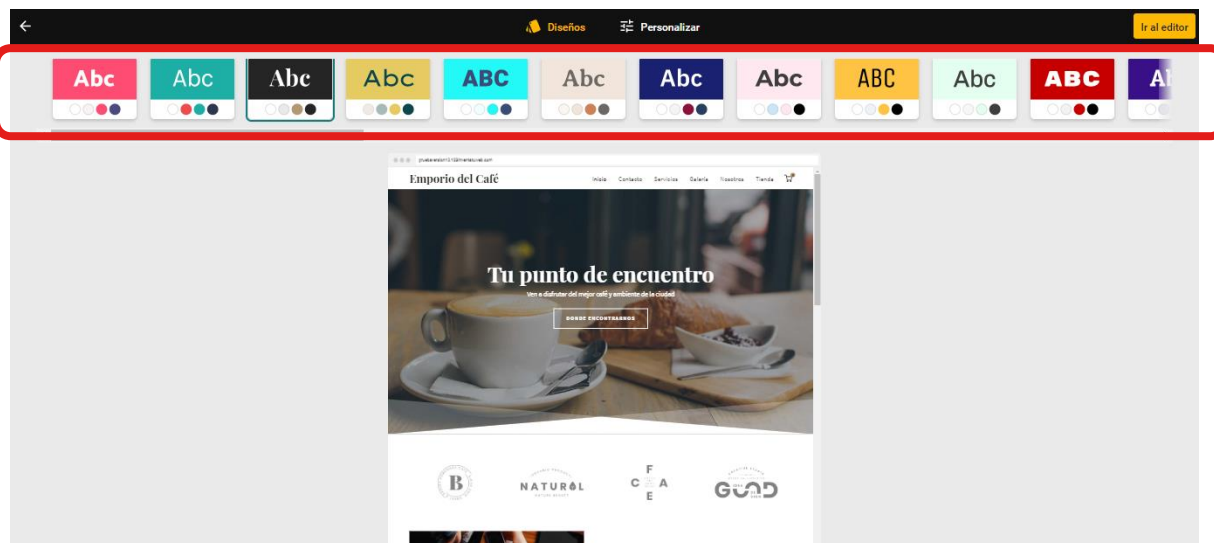 Diseños Personalizar Ir al editor
Abc Abc Abc Abc ABC Abc Abc Abc ABC Abc ABC
Emporio del Café Inicio Contacto Servicios Galería Nosotros Tienda
Tu punto de encuentro
Ven a disfrutar del mejor café y ambiente de la ciudad
DONDE ENCONTRARNOS
B NATURAL F C A E GOOD